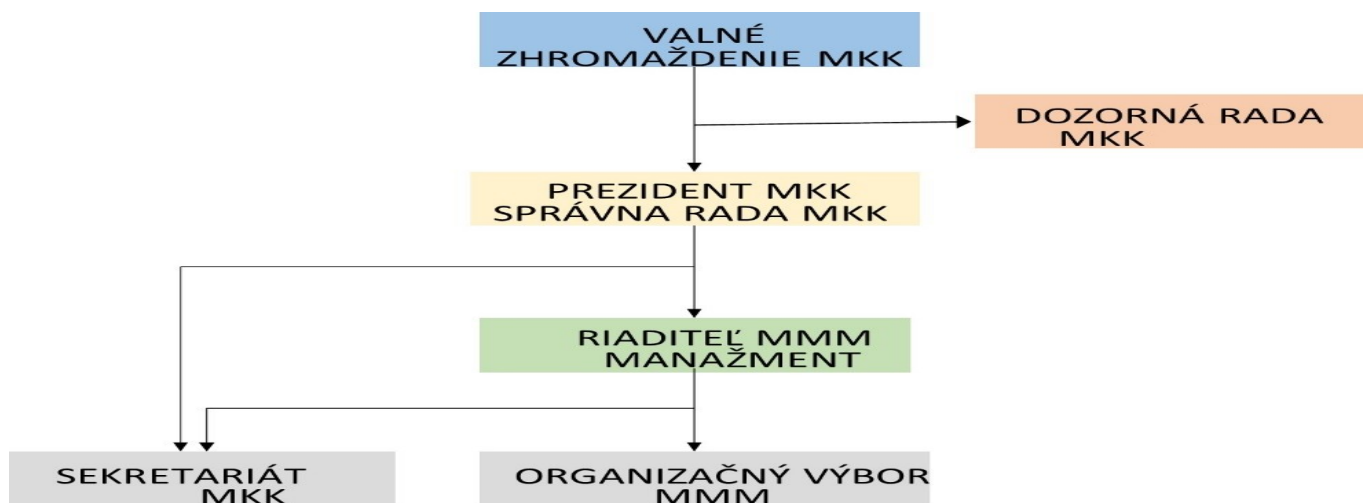 VALNÉ
ZHROMAŽDENIE MKK
DOZORNÁ RADA
MKK
PREZIDENT MKK
SPRÁVNA RADA MKK
RIADITEĽ MMM
MANAŽMENT
SEKRETARIÁT
MKK
ORGANIZAČNÝ VÝBOR
MMM